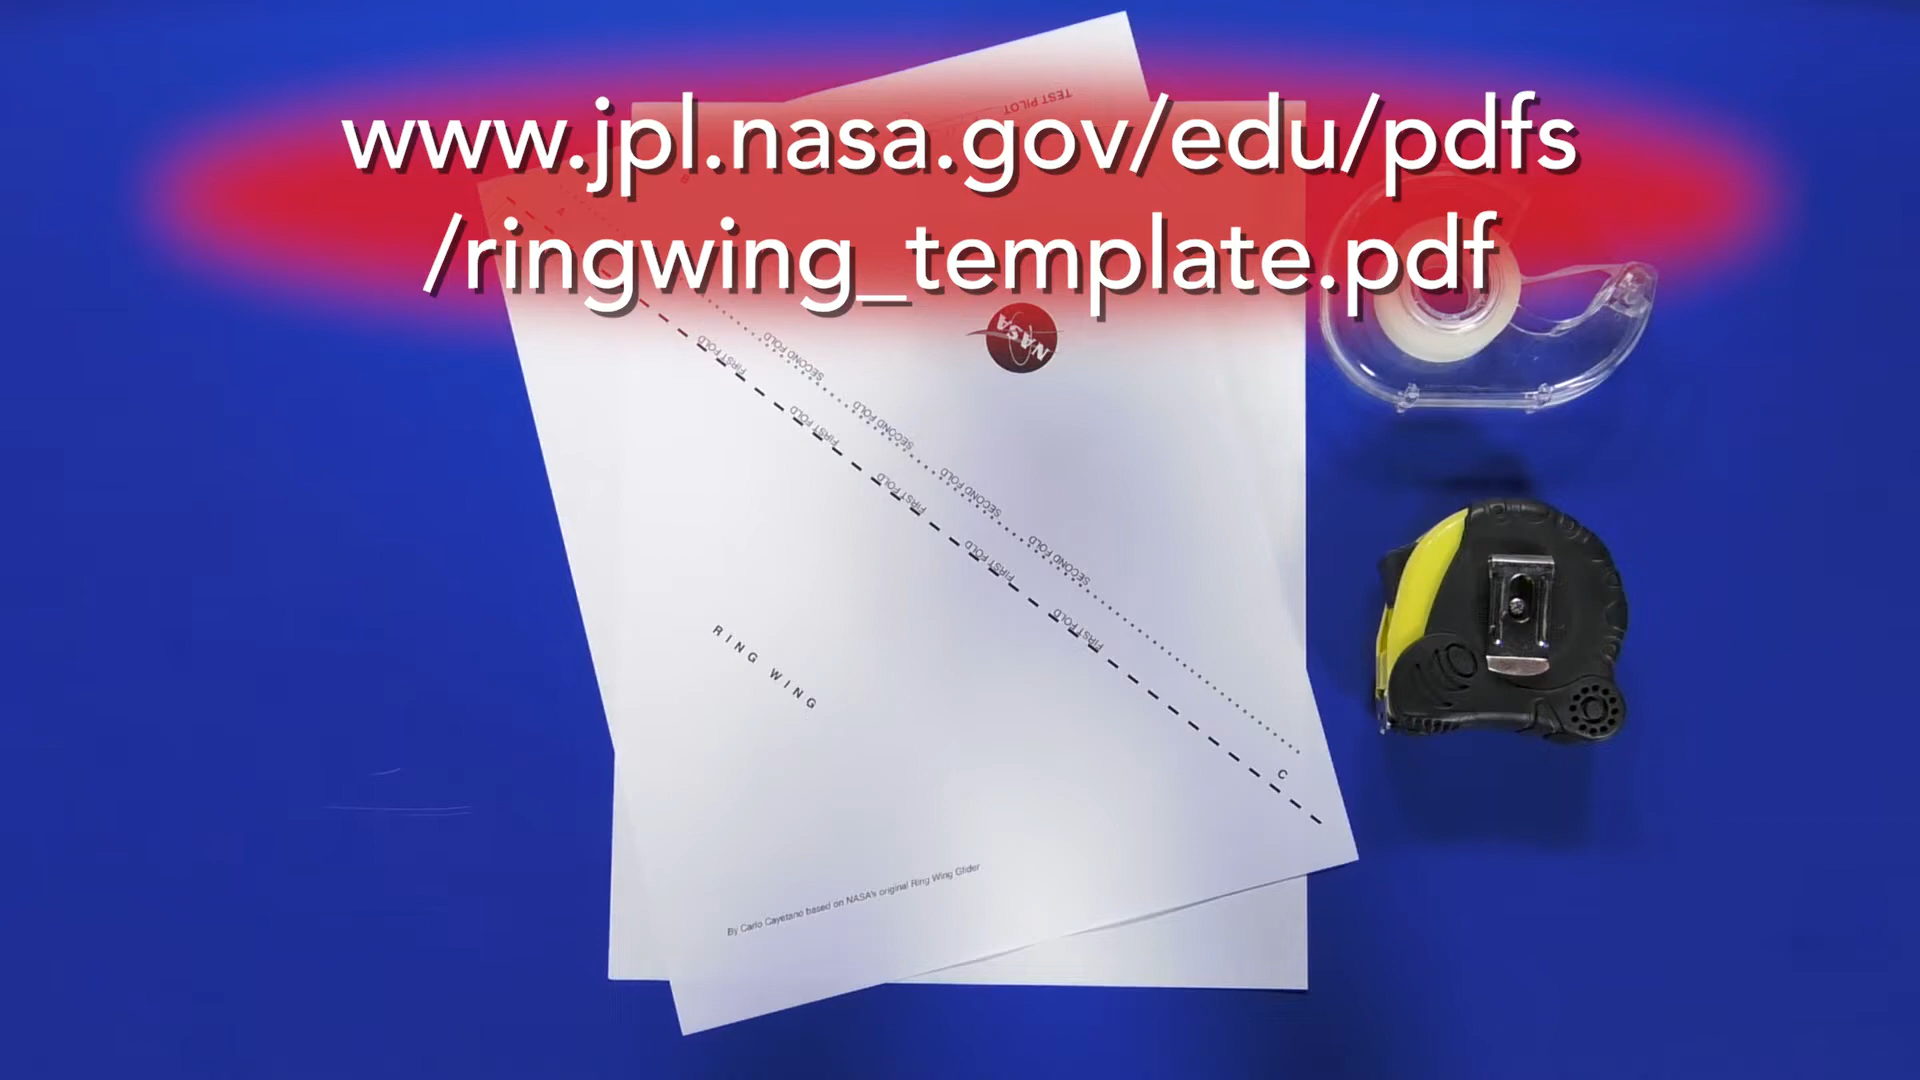 www.jpl.nasa.gov/edu/pdfs
/ringwing_template.pdf
TEST PILOT
B
A
NASA
SECOND FOLD SECOND FOLD SECOND FOLD SECOND FOLD
FIRST FOLD FIRST FOLD FIRST FOLD FIRST FOLD FIRST FOLD
RING WING
C
By Carlo Cayetano based on NASA's original Ring Wing Glider